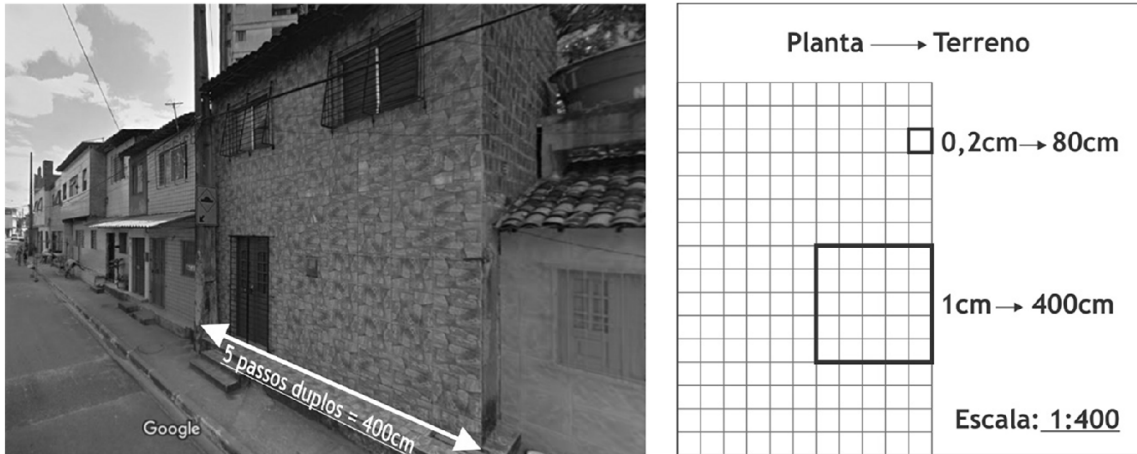 5 passos duplos = 400cm
Google
Planta → Terreno
0,2cm → 80cm
1cm → 400cm
Escala: 1:400